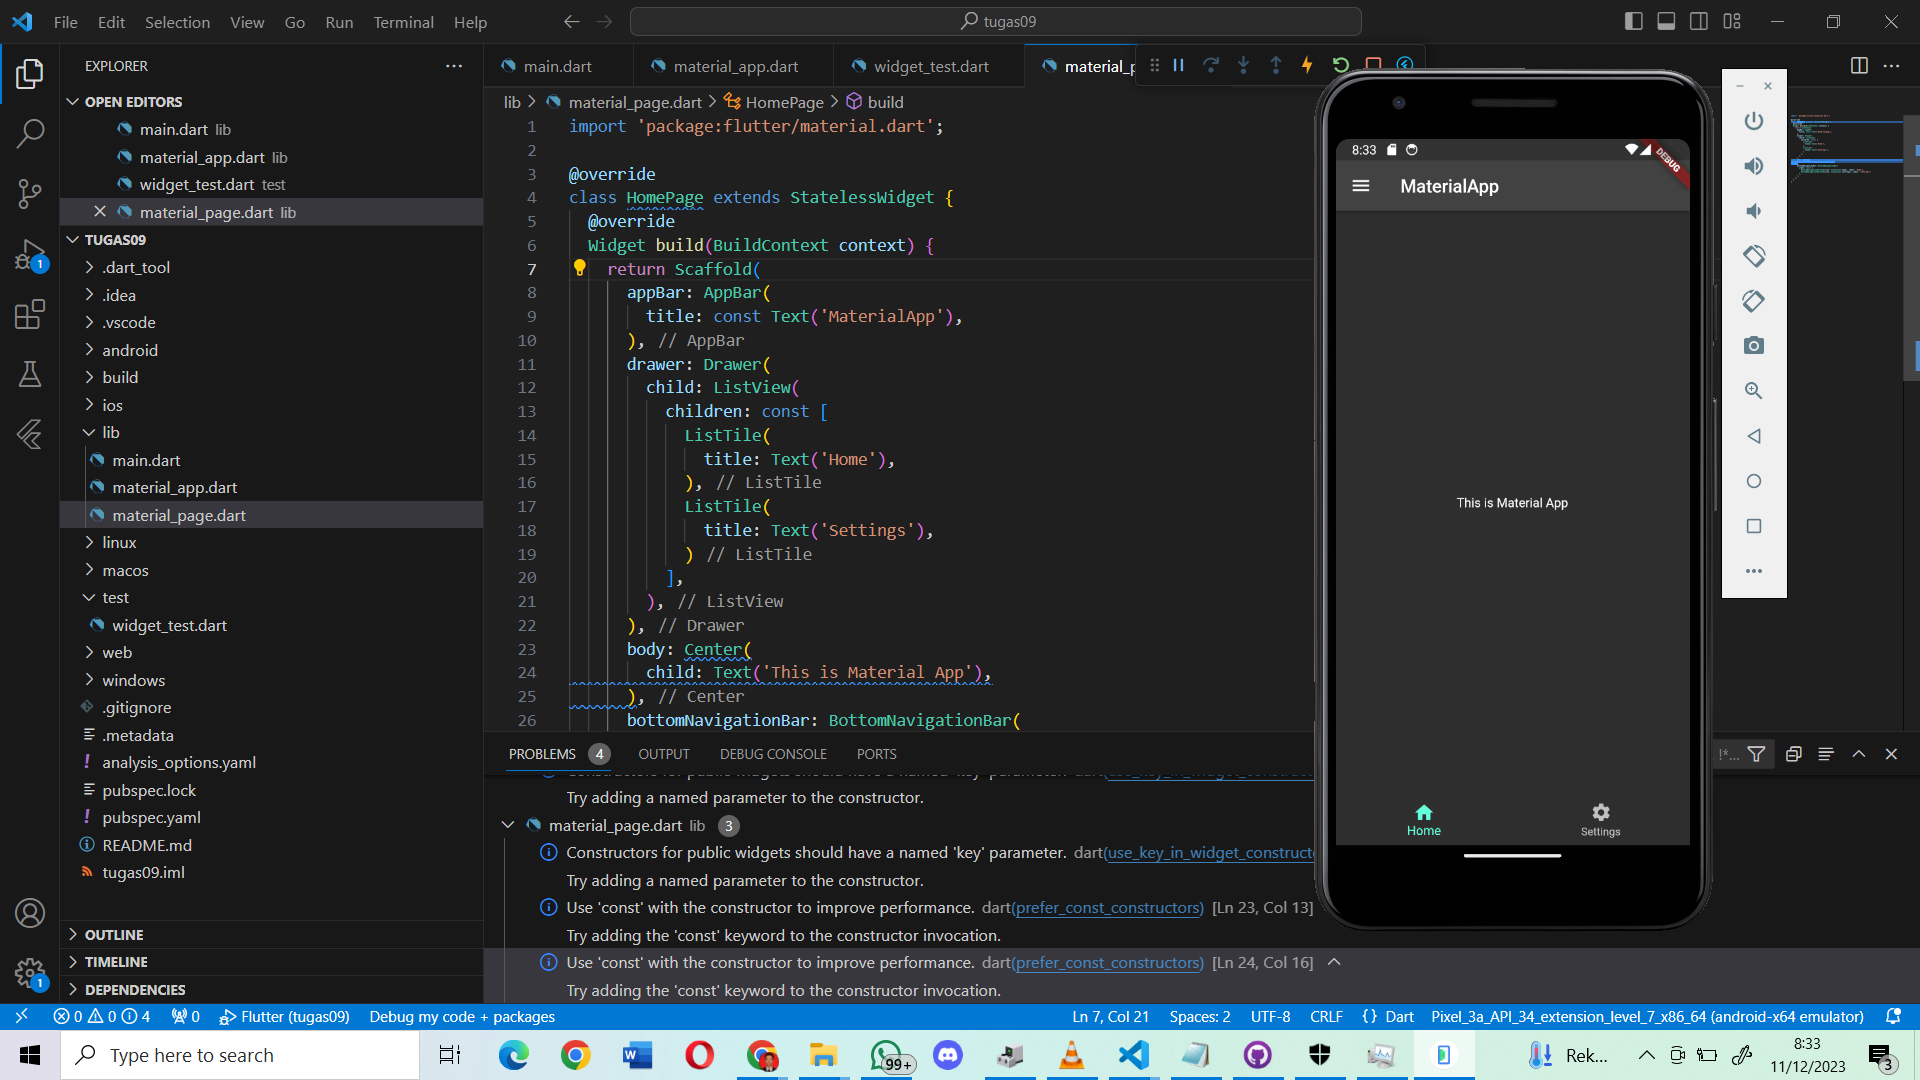 File Edit Selection View Go Run Terminal Help
tugas09
EXPLORER
OPEN EDITORS
main.dart lib
material_app.dart lib
widget_test.dart test
material_page.dart lib
TUGAS09
.dart_tool
.idea
.vscode
android
build
ios
lib
main.dart
material_app.dart
material_page.dart
linux
macos
test
widget_test.dart
web
windows
.gitignore
.metadata
analysis_options.yaml
pubspec.lock
pubspec.yaml
README.md
tugas09.iml
OUTLINE
TIMELINE
DEPENDENCIES
1
1
main.dart material_app.dart widget_test.dart material_p
lib > material_page.dart > HomePage > build
1 import 'package:flutter/material.dart';
2
3 @override
4 class HomePage extends StatelessWidget {
5 @override
6 Widget build(BuildContext context) {
7 return Scaffold(
8 appBar: AppBar(
9 title: const Text('MaterialApp'),
10 ), // AppBar
11 drawer: Drawer(
12 child: ListView(
13 children: const [
14 ListTile(
15 title: Text('Home'),
16 ), // ListTile
17 ListTile(
18 title: Text('Settings'),
19 ) // ListTile
20 ],
21 ), // ListView
22 ), // Drawer
23 body: Center(
24 child: Text('This is Material App'),
25 ), // Center
26 bottomNavigationBar: BottomNavigationBar(
8:33
DEBUG
MaterialApp
This is Material App
Home Settings
PROBLEMS 4 OUTPUT DEBUG CONSOLE PORTS
!*...
Try adding a named parameter to the constructor.
material_page.dart lib 3
Constructors for public widgets should have a named 'key' parameter. dart(use_key_in_widget_constructo
Try adding a named parameter to the constructor.
Use 'const' with the constructor to improve performance. dart(prefer_const_constructors) [Ln 23, Col 13]
Try adding the 'const' keyword to the constructor invocation.
Use 'const' with the constructor to improve performance. dart(prefer_const_constructors) [Ln 24, Col 16]
Try adding the 'const' keyword to the constructor invocation.
0 0 4 0 Flutter (tugas09) Debug my code + packages Ln 7, Col 21 Spaces: 2 UTF-8 CRLF {} Dart Pixel_3a_API_34_extension_level_7_x86_64 (android-x64 emulator)
Type here to search
99+
Rek...
8:33
11/12/2023
3